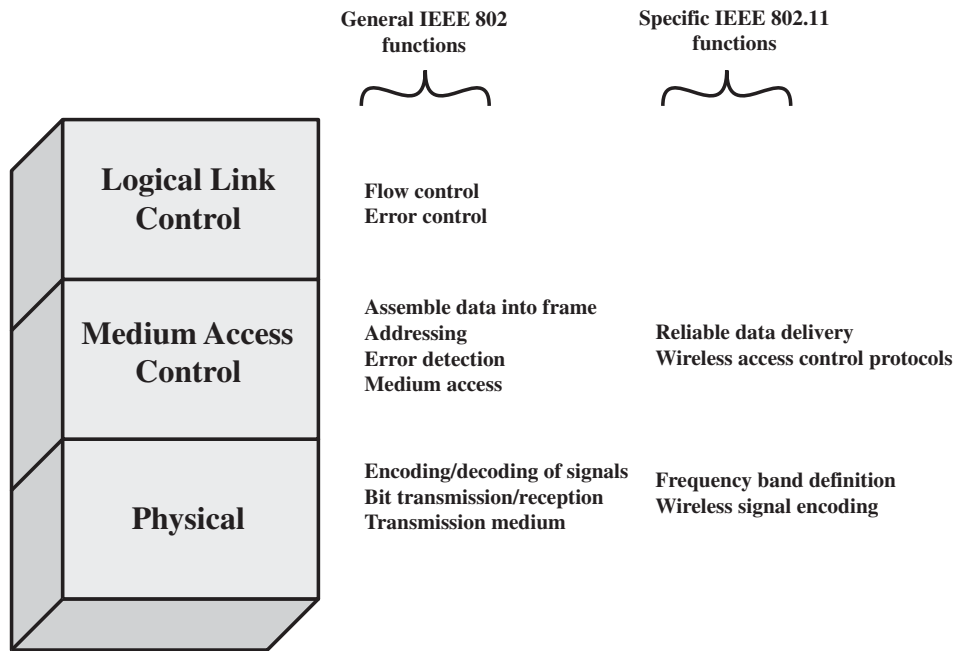 General IEEE 802
functions
Specific IEEE 802.11
functions
Logical Link
Control
Flow control
Error control
Medium Access
Control
Assemble data into frame
Addressing
Error detection
Medium access
Reliable data delivery
Wireless access control protocols
Physical
Encoding/decoding of signals
Bit transmission/reception
Transmission medium
Frequency band definition
Wireless signal encoding